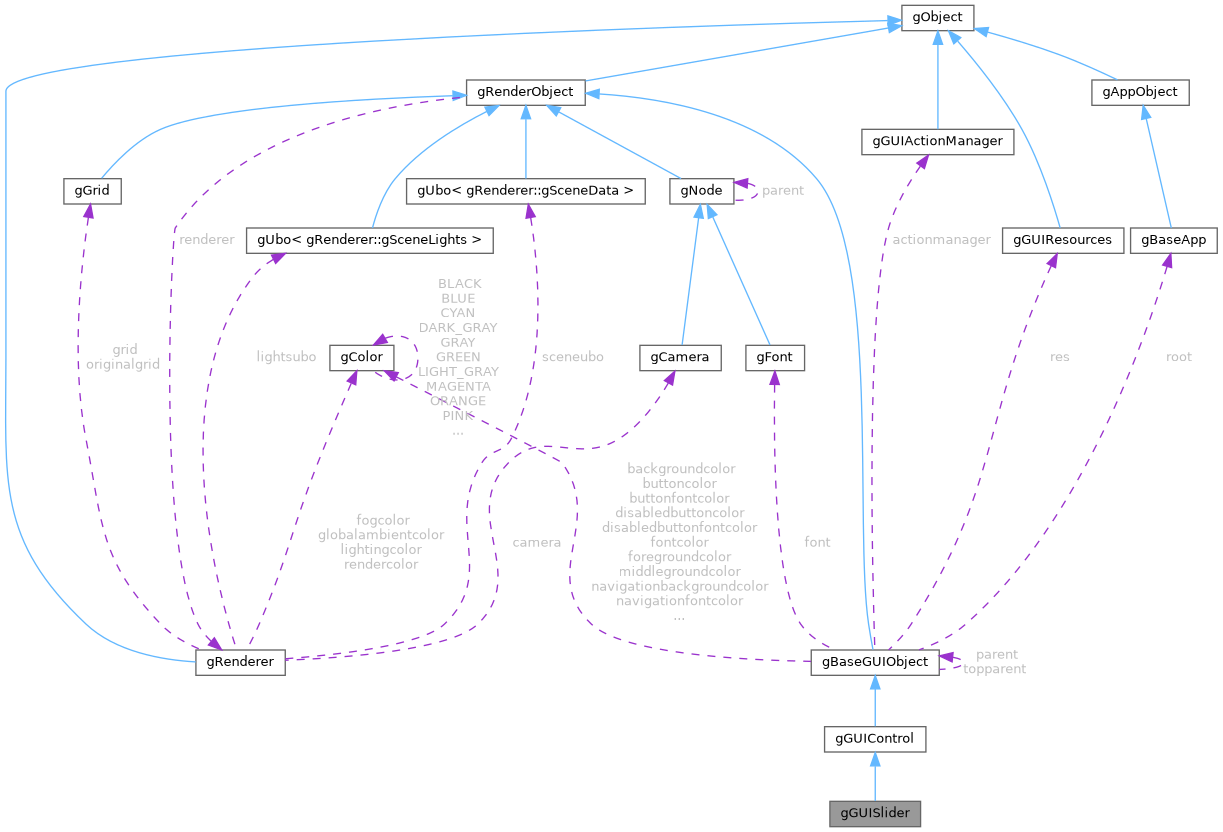 gObject
gRenderObject
gAppObject
gGUIActionManager
gGrid
gUbo< gRenderer::gSceneData >
gNode
parent
renderer
gUbo< gRenderer::gSceneLights >
actionmanager
gGUIResources
gBaseApp
BLACK
BLUE
CYAN
DARK_GRAY
GRAY
GREEN
LIGHT_GRAY
MAGENTA
ORANGE
PINK
...
grid
originalgrid
lightsubo
gColor
sceneubo
gCamera
gFont
res
root
backgroundcolor
buttoncolor
buttonfontcolor
disabledbuttoncolor
disabledbuttonfontcolor
fontcolor
foregroundcolor
middlegroundcolor
navigationbackgroundcolor
navigationfontcolor
...
fogcolor
globalambientcolor
lightingcolor
rendercolor
camera
font
gRenderer
gBaseGUIObject
parent
topparent
gGUIControl
gGUISlider